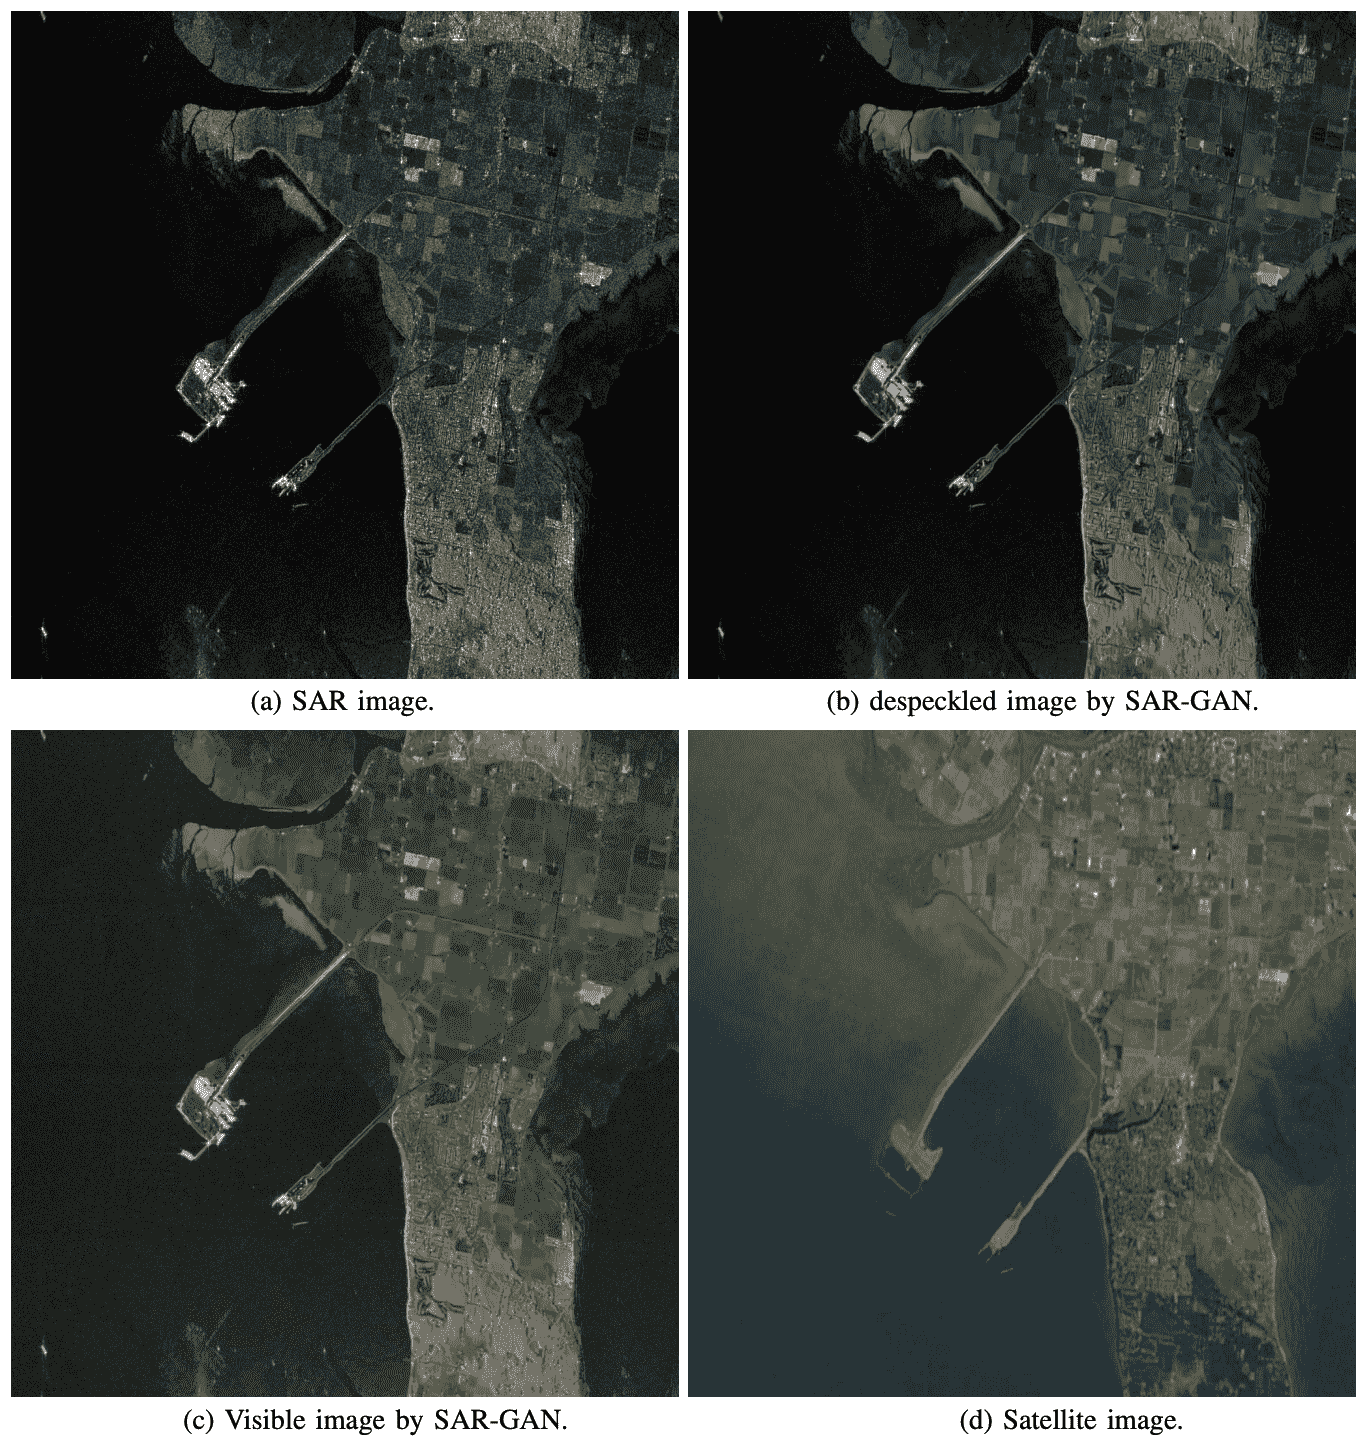 (a) SAR image.
(b) despeckled image by SAR-GAN.
(c) Visible image by SAR-GAN.
(d) Satellite image.